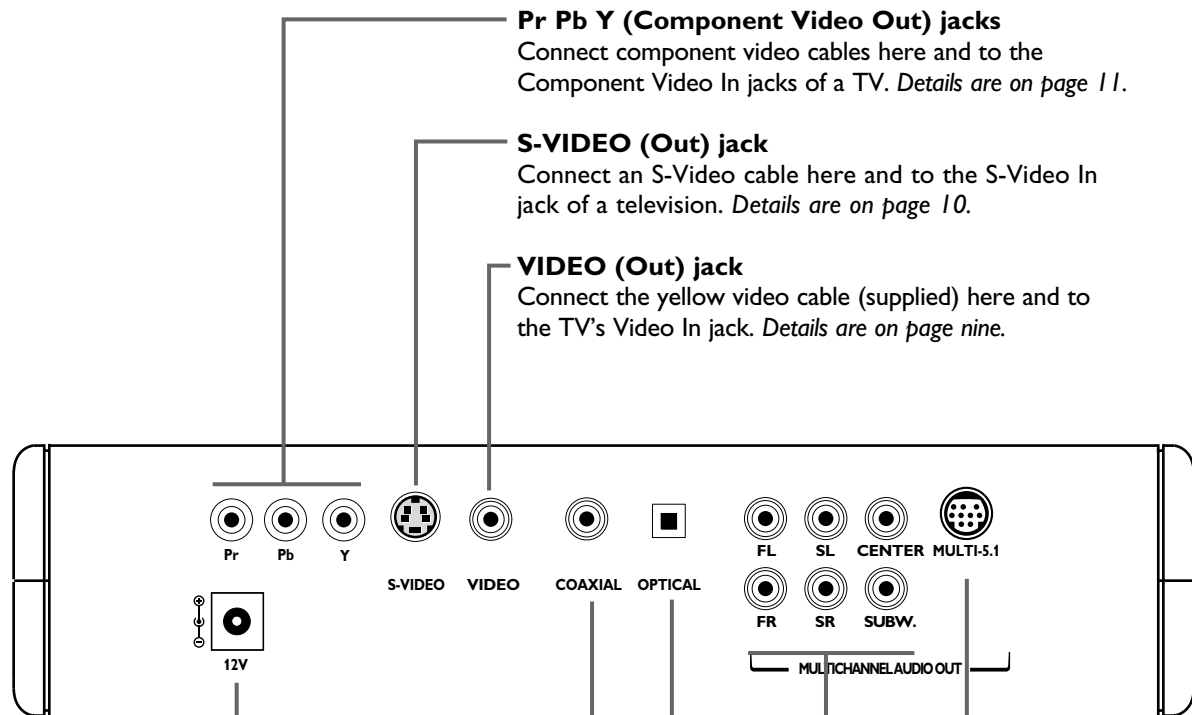 Pr Pb Y (Component Video Out) jacks
Connect component video cables here and to the
Component Video In jacks of a TV. Details are on page 11.
S-VIDEO (Out) jack
Connect an S-Video cable here and to the S-Video In
jack of a television. Details are on page 10.
VIDEO (Out) jack
Connect the yellow video cable (supplied) here and to
the TV's Video In jack. Details are on page nine.
Pr Pb Y
S-VIDEO VIDEO COAXIAL OPTICAL
FL SL CENTER MULTI-5.1
FR SR SUBW.
12V
MULTICHANNEL AUDIO OUT